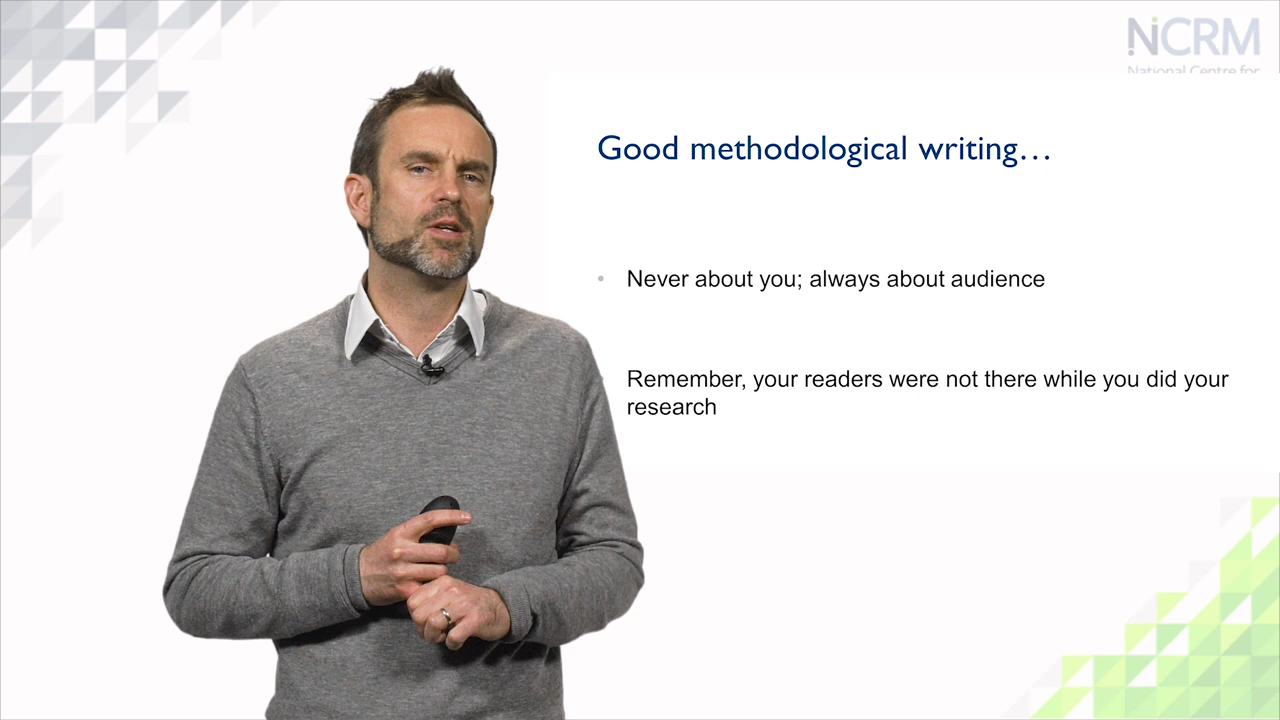 NCRM
National Centre for
Good methodological writing…
• Never about you; always about audience
Remember, your readers were not there while you did your
research